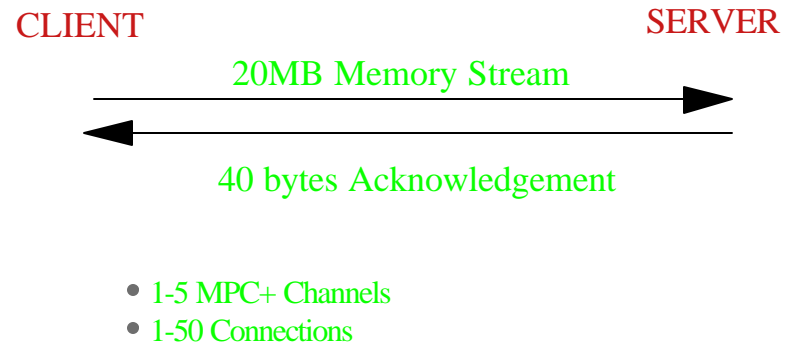 CLIENT
SERVER
20MB Memory Stream
40 bytes Acknowledgement
• 1-5 MPC+ Channels
• 1-50 Connections